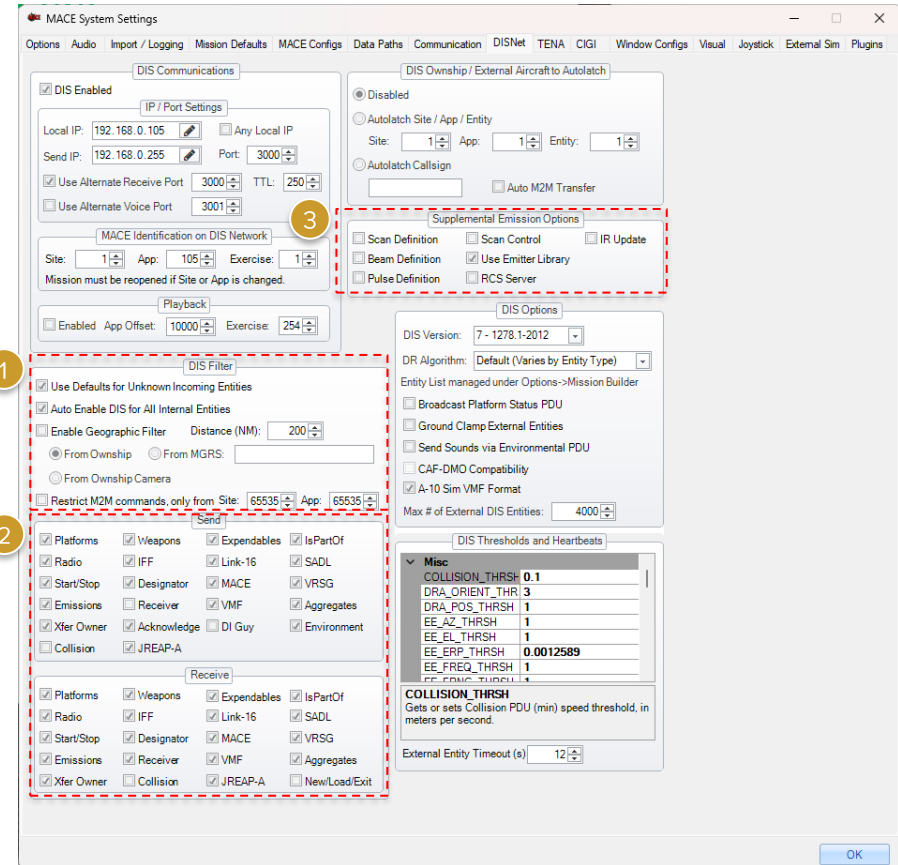 MACE System Settings
Options Audio Import / Logging Mission Defaults MACE Configs Data Paths Communication DISNet TENA CIGI Window Configs Visual Joystick External Sim Plugins
DIS Communications
DIS Enabled
IP / Port Settings
Local IP: 192.168.0.105 Any Local IP
Send IP: 192.168.0.255 Port: 3000
Use Alternate Receive Port 3000 TTL: 250
Use Alternate Voice Port 3001
MACE Identification on DIS Network
Site: 1 App: 105 Exercise: 1
Mission must be reopened if Site or App is changed.
Playback
Enabled App Offset: 10000 Exercise: 254
1
DIS Filter
Use Defaults for Unknown Incoming Entities
Auto Enable DIS for All Internal Entities
Enable Geographic Filter Distance (NM): 200
From Ownship From MGRS:
From Ownship Camera
Restrict M2M commands, only from Site: 65535 App: 65535
2
Send
Platforms Weapons Expendables IsPartOf
Radio IFF Link-16 SADL
Start/Stop Designator MACE VRSG
Emissions Receiver VMF Aggregates
Xfer Owner Acknowledge DI Guy Environment
Collision JREAP-A
Receive
Platforms Weapons Expendables IsPartOf
Radio IFF Link-16 SADL
Start/Stop Designator MACE VRSG
Emissions Receiver VMF Aggregates
Xfer Owner Collision JREAP-A New/Load/Exit
DIS Ownship / External Aircraft to Autolatch
Disabled
Autolatch Site / App / Entity
Site: 1 App: 1 Entity: 1
Autolatch Callsign
Auto M2M Transfer
3
Supplemental Emission Options
Scan Definition Scan Control IR Update
Beam Definition Use Emitter Library
Pulse Definition RCS Server
DIS Options
DIS Version: 7 - 1278.1-2012
DR Algorithm: Default (Varies by Entity Type)
Entity List managed under Options->Mission Builder
Broadcast Platform Status PDU
Ground Clamp External Entities
Send Sounds via Environmental PDU
CAF-DMO Compatibility
A-10 Sim VMF Format
Max # of External DIS Entities: 4000
DIS Thresholds and Heartbeats
Misc
COLLISION_THRSH 0.1
DRA_ORIENT_THR 3
DRA_POS_THRSH 1
EE_AZ_THRSH 1
EE_EL_THRSH 1
EE_ERP_THRSH 0.0012589
EE_FREQ_THRSH 1
EE_FRNG_THRSH 1
COLLISION_THRSH
Gets or sets Collision PDU (min) speed threshold, in
meters per second.
External Entity Timeout (s) 12
OK